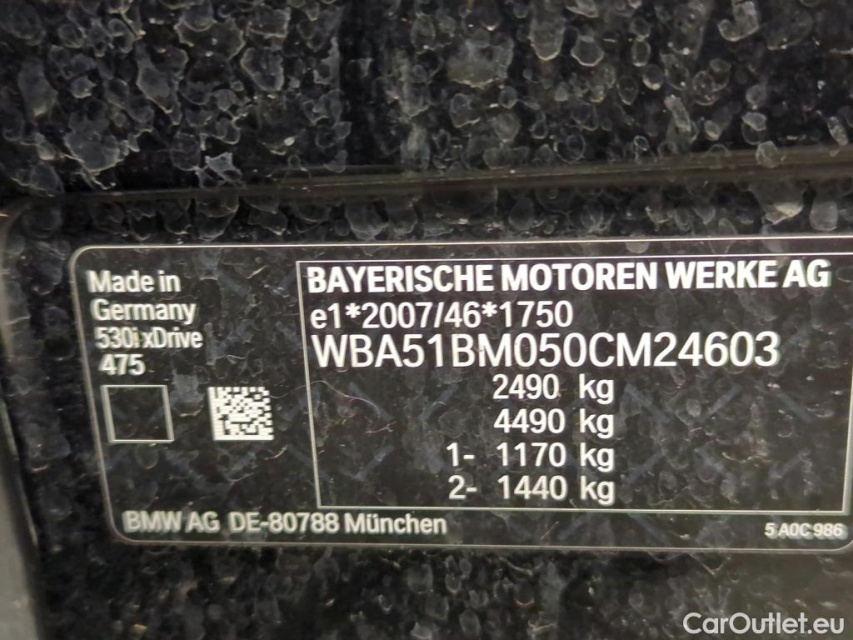 Made in
Germany
530i xDrive
475
BAYERISCHE MOTOREN WERKE AG
e1*2007/46*1750
WBA51BM050CM24603
2490 kg
4490 kg
1- 1170 kg
2- 1440 kg
BMW AG DE-80788 München
5 A0C 986
CarOutlet.eu